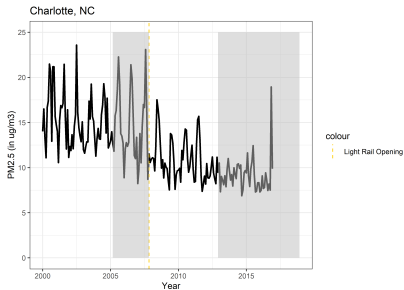 Charlotte, NC
25
20
15
10
5
0
PM2.5 (in ug/m3)
2000
2005
2010
2015
Year
colour
Light Rail Opening